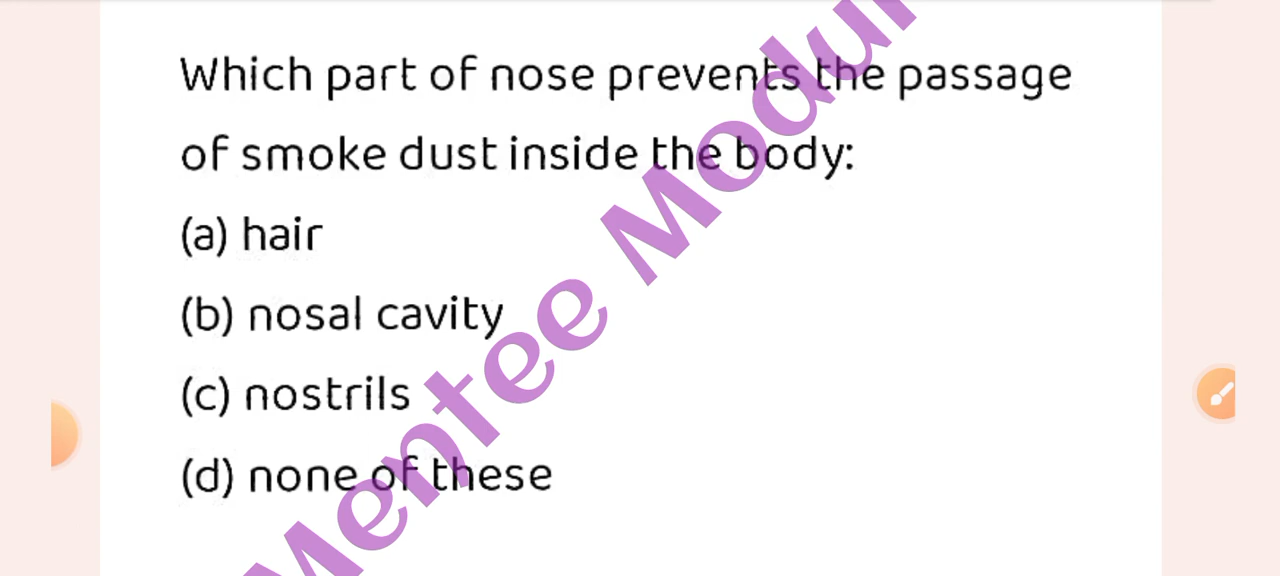 Which part of nose prevents the passage
of smoke dust inside the body:
(a) hair
(b) nosal cavity
(c) nostrils
(d) none of these
Mentee Modul